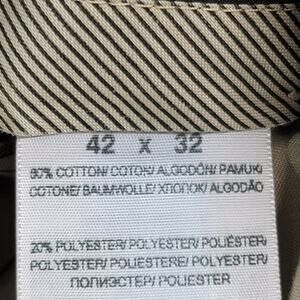 42 x 32
80% COTTON/ COTON/ ALGODÓN/ PAMUK/
COTONE/ BAUMWOLLE/ ХЛОПОК/ ALGODÃO
20% POLYESTER/ POLYESTER/ POLIÉSTER/
POLYESTER/ POLIESTERE/ POLYESTER/
ПОЛИЭСТЕР/ POLIESTER